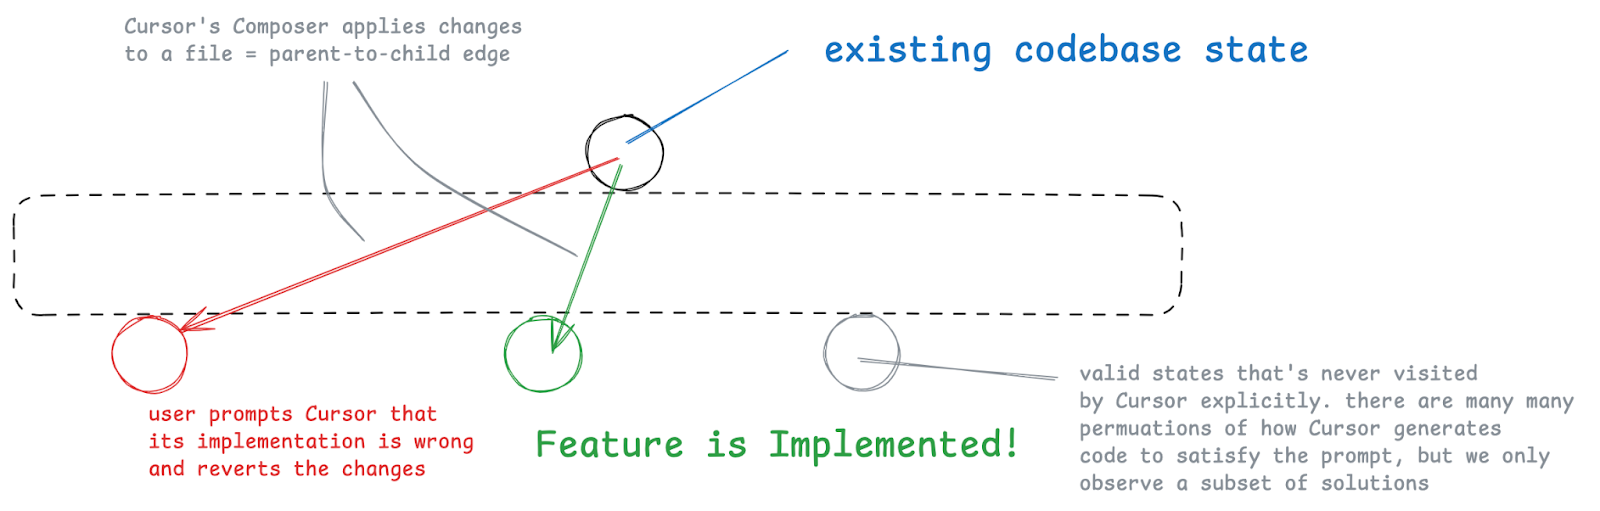 Cursor's Composer applies changes
to a file = parent-to-child edge
existing codebase state
user prompts Cursor that
its implementation is wrong
and reverts the changes
Feature is Implemented!
valid states that's never visited
by Cursor explicitly. there are many many
permuations of how Cursor generates
code to satisfy the prompt, but we only
observe a subset of solutions